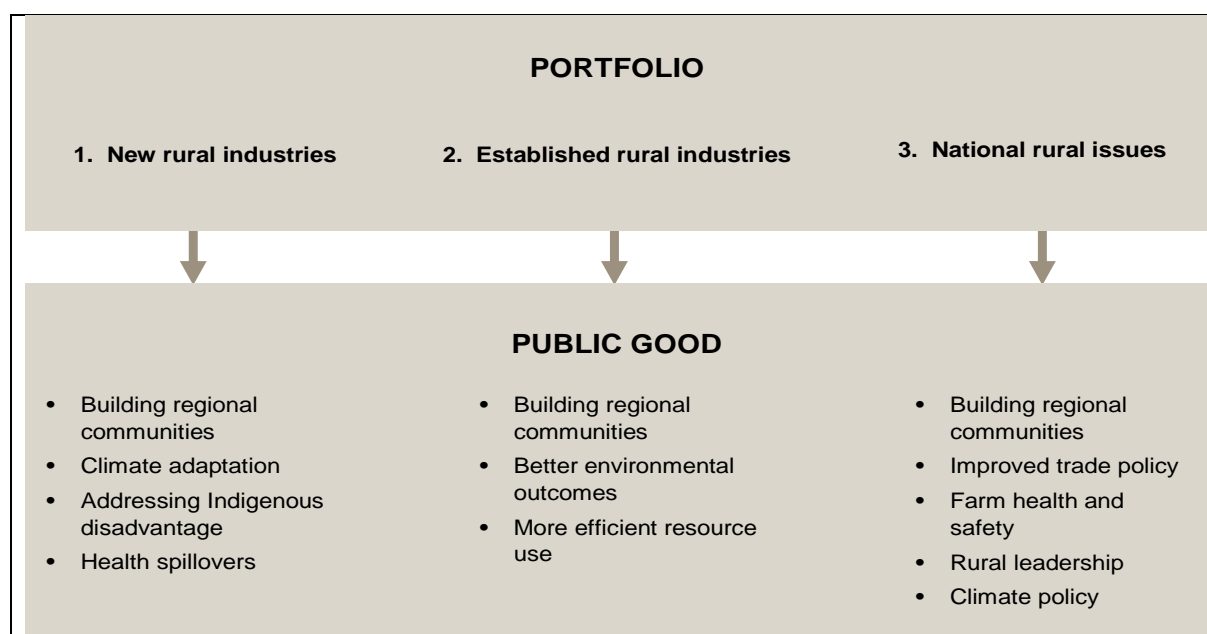 PORTFOLIO
1. New rural industries
2. Established rural industries
3. National rural issues
PUBLIC GOOD
• Building regional
communities
• Climate adaptation
• Addressing Indigenous
disadvantage
• Health spillovers
• Building regional
communities
• Better environmental
outcomes
• More efficient resource
use
• Building regional
communities
• Improved trade policy
• Farm health and
safety
• Rural leadership
• Climate policy